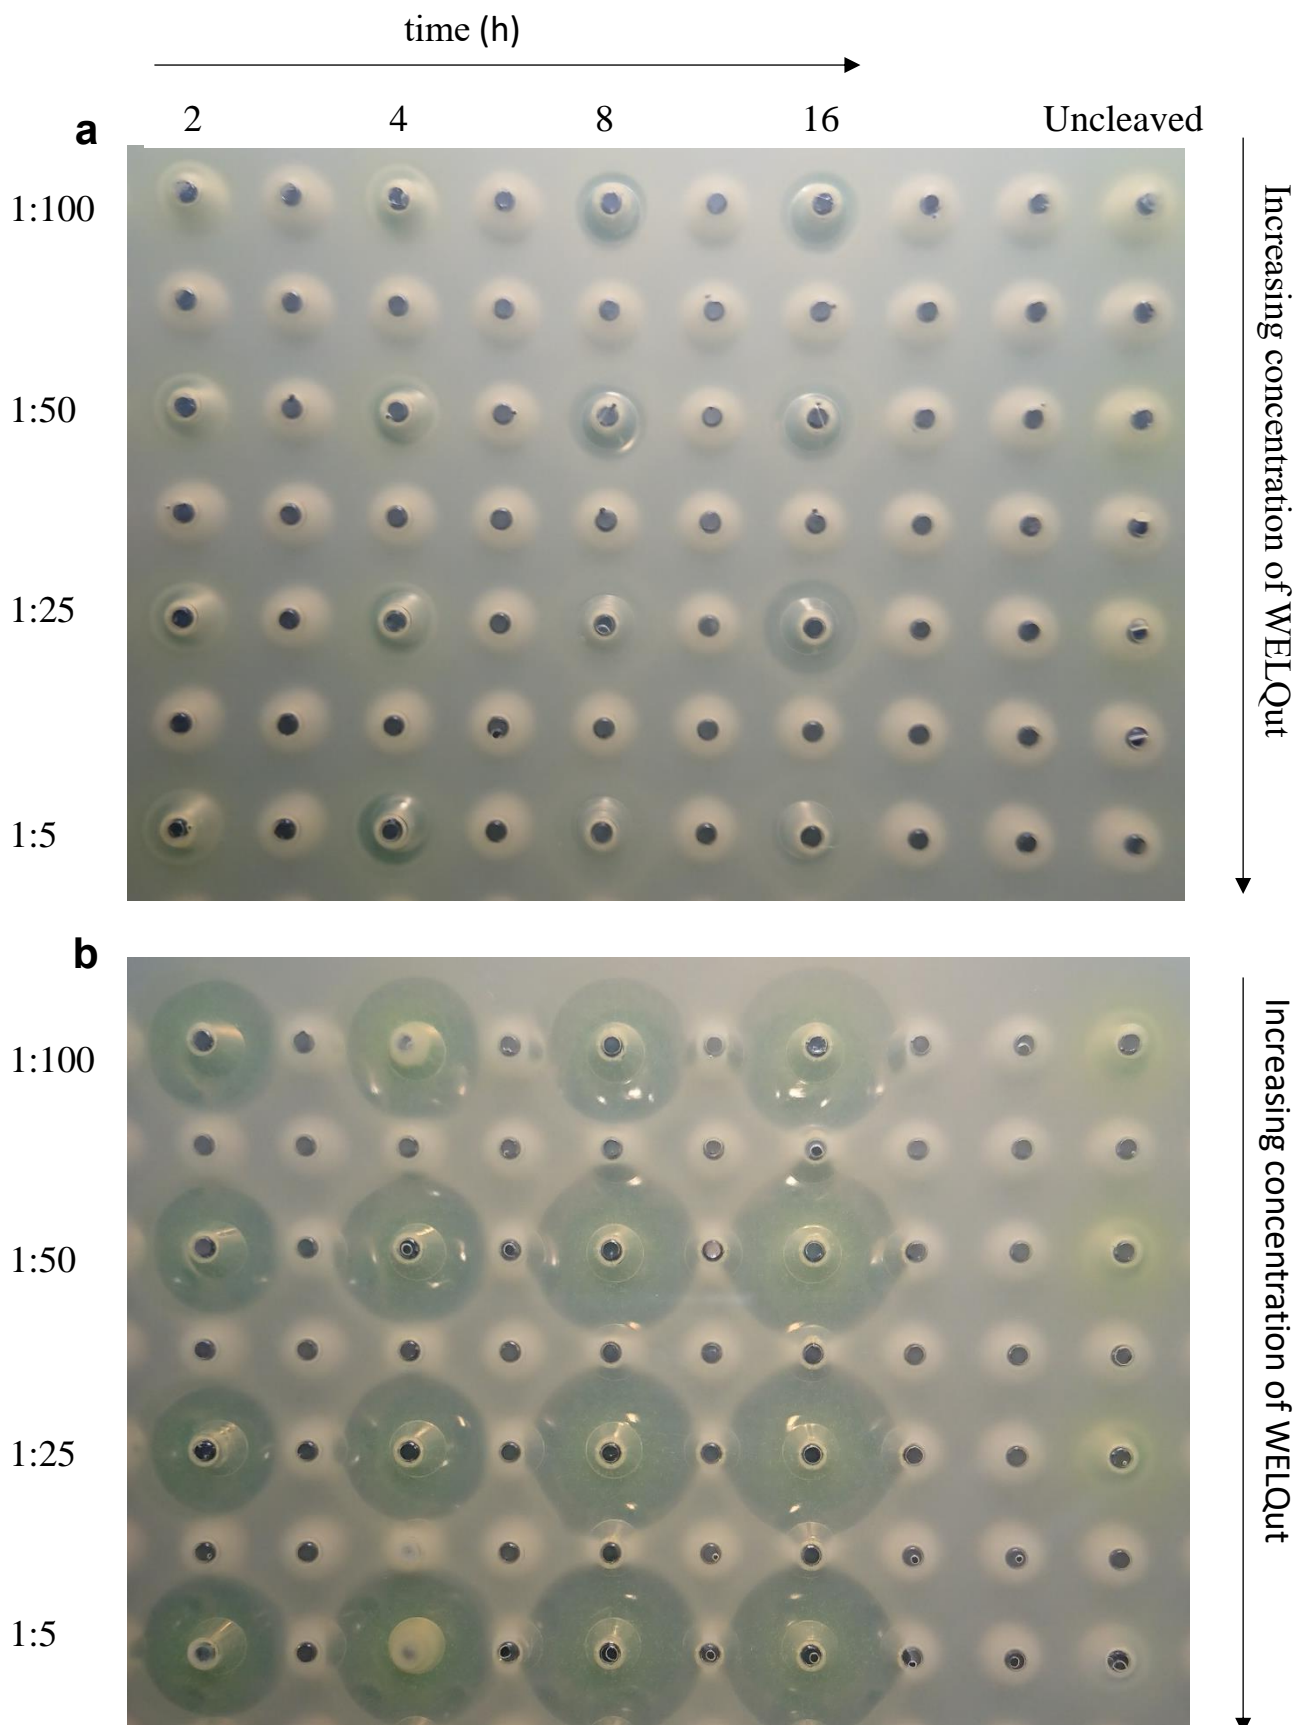 time (h)
2 4 8 16 Uncleaved
a
1:100
1:50
1:25
1:5
Increasing concentration of WELQut
b
1:100
1:50
1:25
1:5
Increasing concentration of WELQut